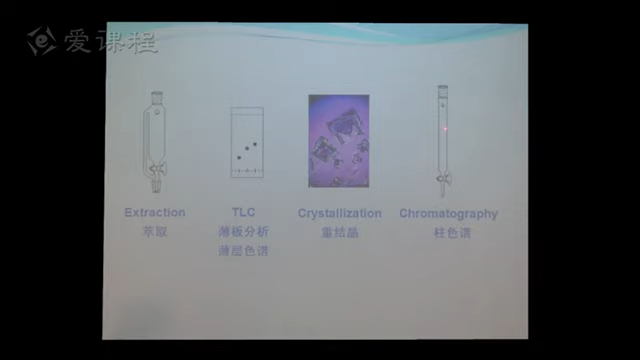 爱课程
Extraction
萃取
TLC
薄板分析
薄层色谱
Crystallization
重结晶
Chromatography
柱色谱